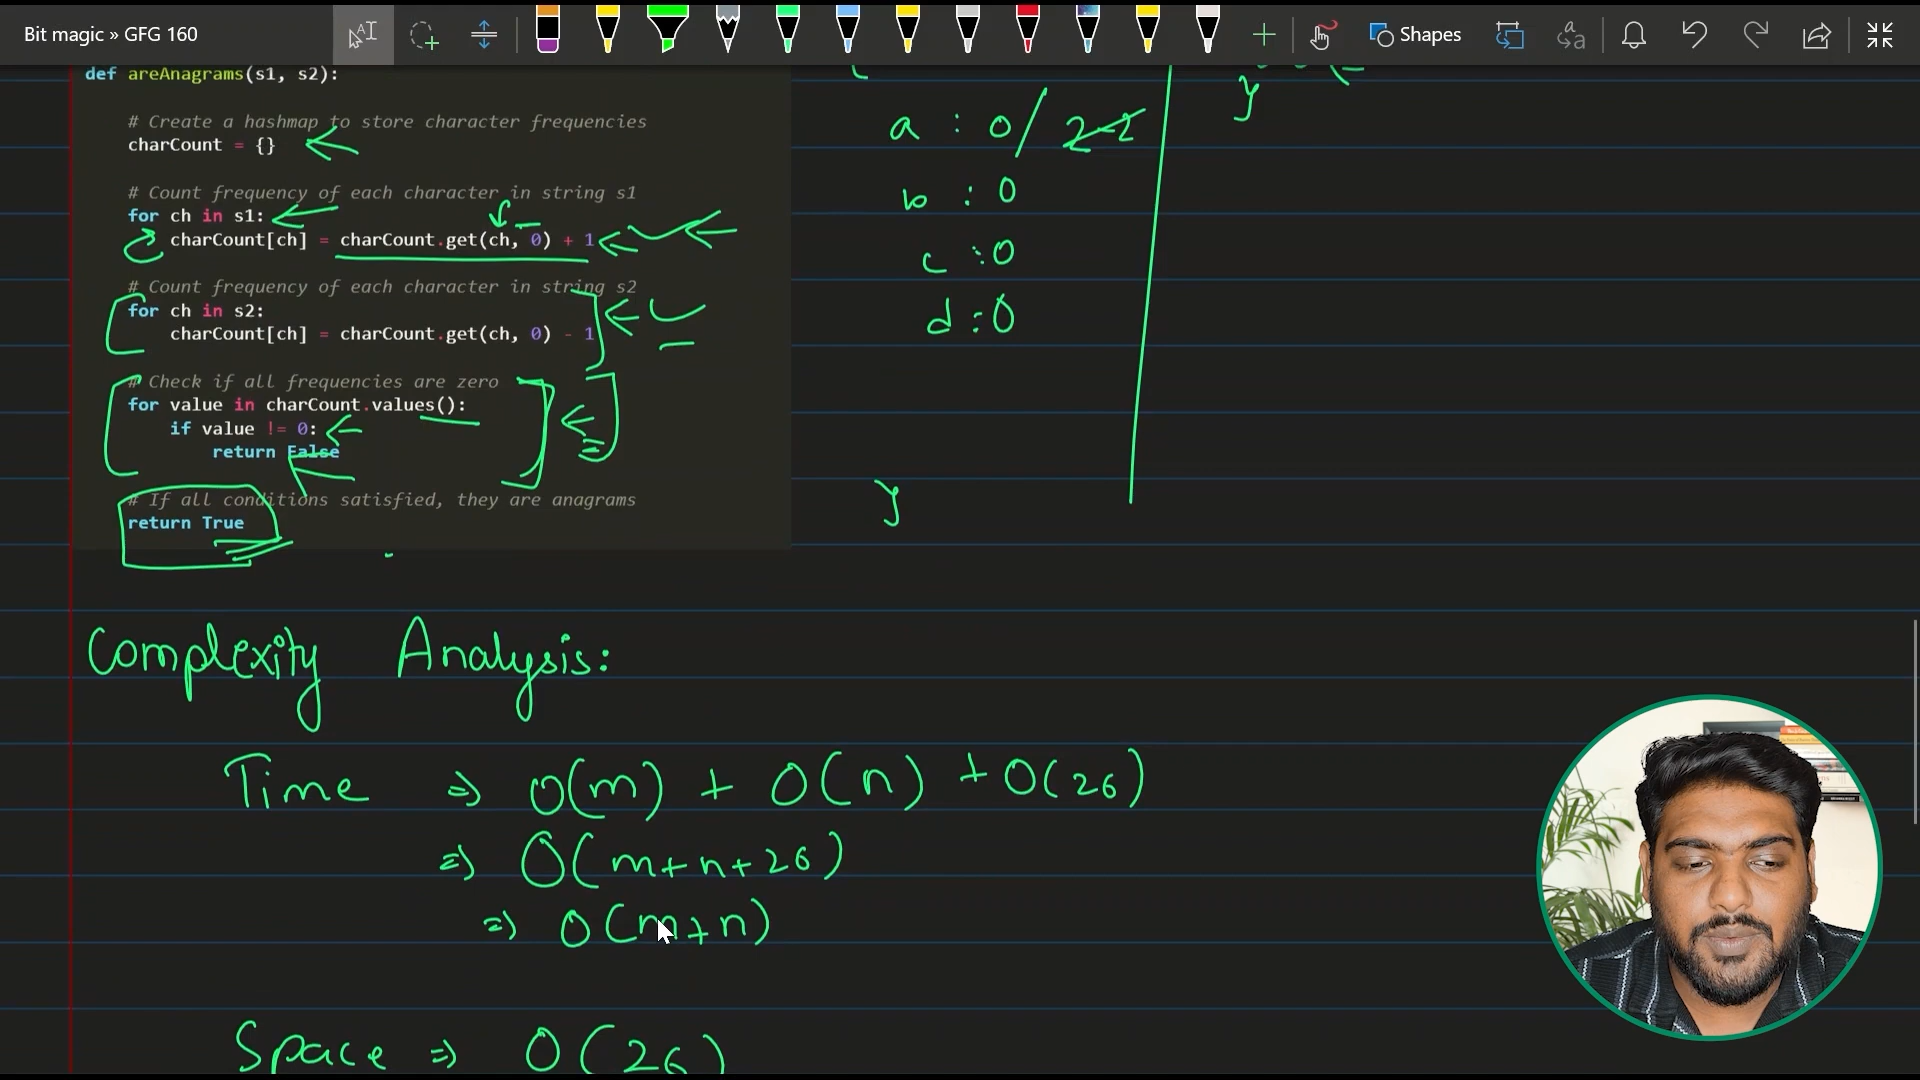 Bit magic » GFG 160
Shapes
def areAnagrams(s1, s2):
# Create a hashmap to store character frequencies
charCount = {}
# Count frequency of each character in string s1
for ch in s1:
charCount[ch] = charCount.get(ch, 0) + 1
# Count frequency of each character in string s2
for ch in s2:
charCount[ch] = charCount.get(ch, 0) - 1
# Check if all frequencies are zero
for value in charCount.values():
if value != 0:
return False
# If all conditions satisfied, they are anagrams
return True
a : 0/ 2-2
b : 0
c : 0
d : 0
}
}
Complexity Analysis:
Time => O(m) + O(n) + O(26)
=> O(m+n+26)
=> O(m+n)
Space => O(26)